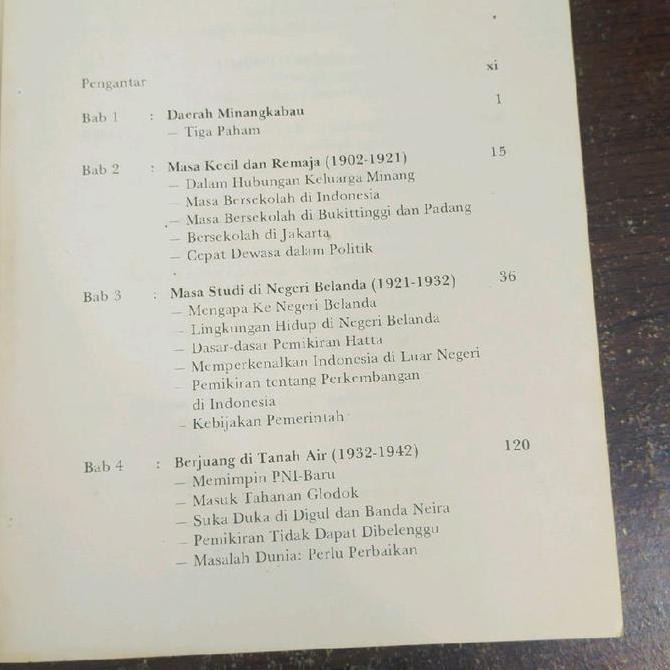 Pengantar xi
Bab 1 : Daerah Minangkabau 1
– Tiga Paham
Bab 2 : Masa Kecil dan Remaja (1902-1921) 15
– Dalam Hubungan Keluarga Minang
Masa Bersekolah di Indonesia
– Masa Bersekolah di Bukittinggi dan Padang
– Bersekolah di Jakarta
– Cepat Dewasa dalam Politik
Bab 3 : Masa Studi di Negeri Belanda (1921-1932) 36
– Mengapa Ke Negeri Belanda
– Lingkungan Hidup di Negeri Belanda
– Dasar-dasar Pemikiran Hatta
– Memperkenalkan Indonesia di Luar Negeri
– Pemikiran tentang Perkembangan
di Indonesia
– Kebijakan Pemerintah
Bab 4 : Berjuang di Tanah Air (1932-1942) 120
– Memimpin PNI-Baru
– Masuk Tahanan Glodok
– Suka Duka di Digul dan Banda Neira
– Pemikiran Tidak Dapat Dibelenggu
– Masalah Dunia: Perlu Perbaikan